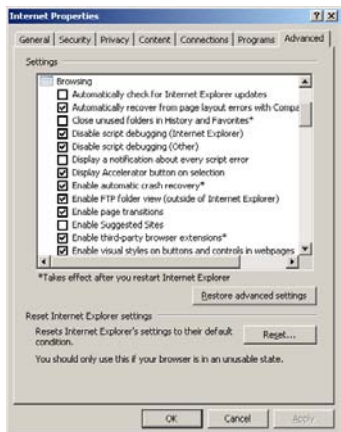 Internet Properties
General Security Privacy Content Connections Programs Advanced
Settings
Browsing
Automatically check for Internet Explorer updates
Automatically recover from page layout errors with Compa
Close unused folders in History and Favorites*
Disable script debugging (Internet Explorer)
Disable script debugging (Other)
Display a notification about every script error
Display Accelerator button on selection
Enable automatic crash recovery*
Enable FTP folder view (outside of Internet Explorer)
Enable page transitions
Enable Suggested Sites
Enable third-party browser extensions*
Enable visual styles on buttons and controls in webpages
*Takes effect after you restart Internet Explorer
Restore advanced settings
Reset Internet Explorer settings
Resets Internet Explorer's settings to their default
condition.
Reset...
You should only use this if your browser is in an unusable state.
OK Cancel Apply